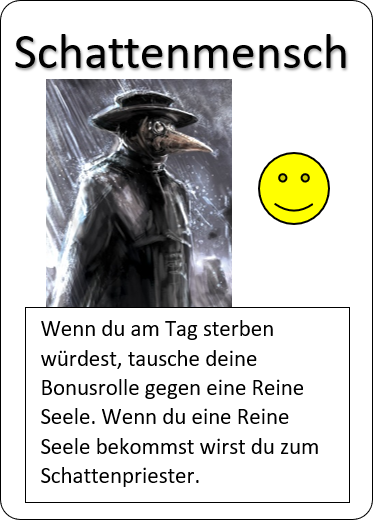 Schattenmensch
Wenn du am Tag sterben
würdest, tausche deine
Bonusrolle gegen eine Reine
Seele. Wenn du eine Reine
Seele bekommst wirst du zum
Schattenpriester.